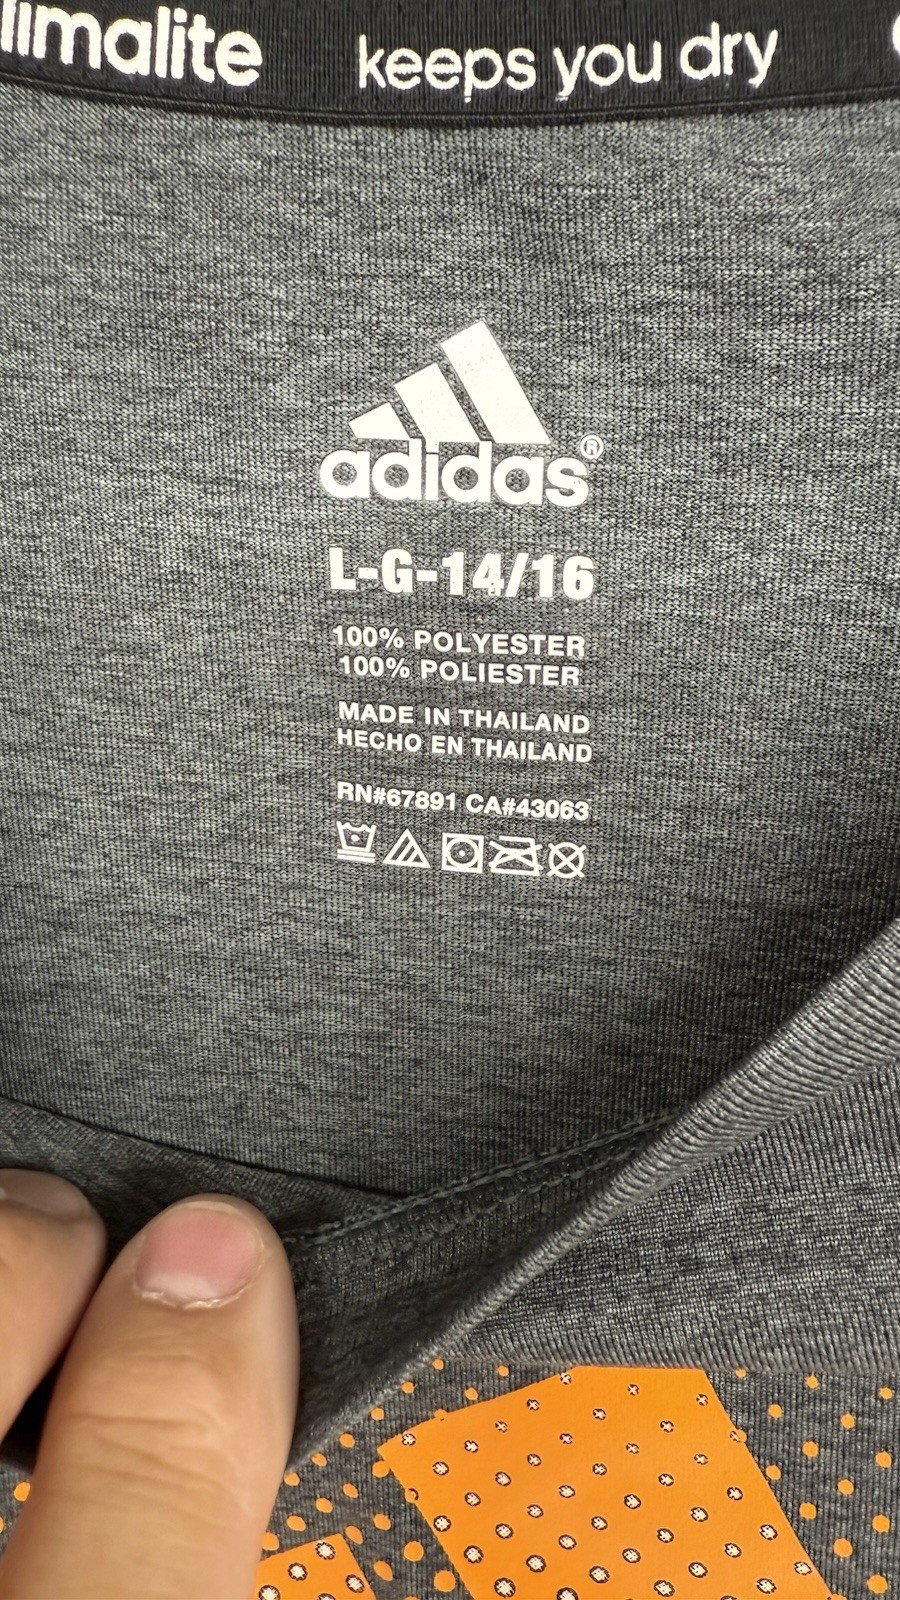 limalite keeps you dry
adidas®
L-G-14/16
100% POLYESTER
100% POLIESTER
MADE IN THAILAND
HECHO EN THAILAND
RN#67891 CA#43063